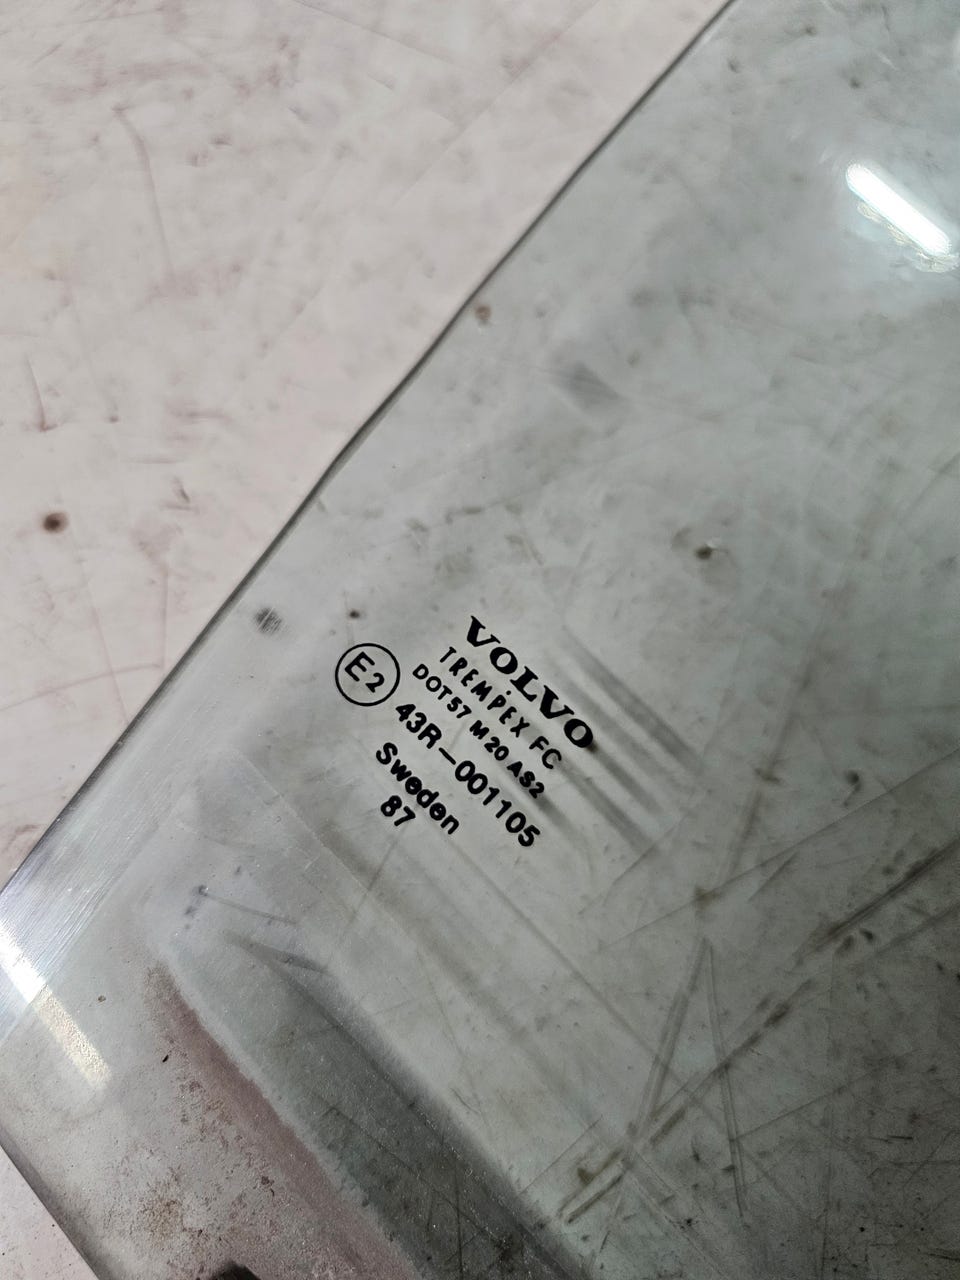 VOLVO
TREMPEX FC
DOT57 M20 AS2
E2 43R-001105
Sweden
87